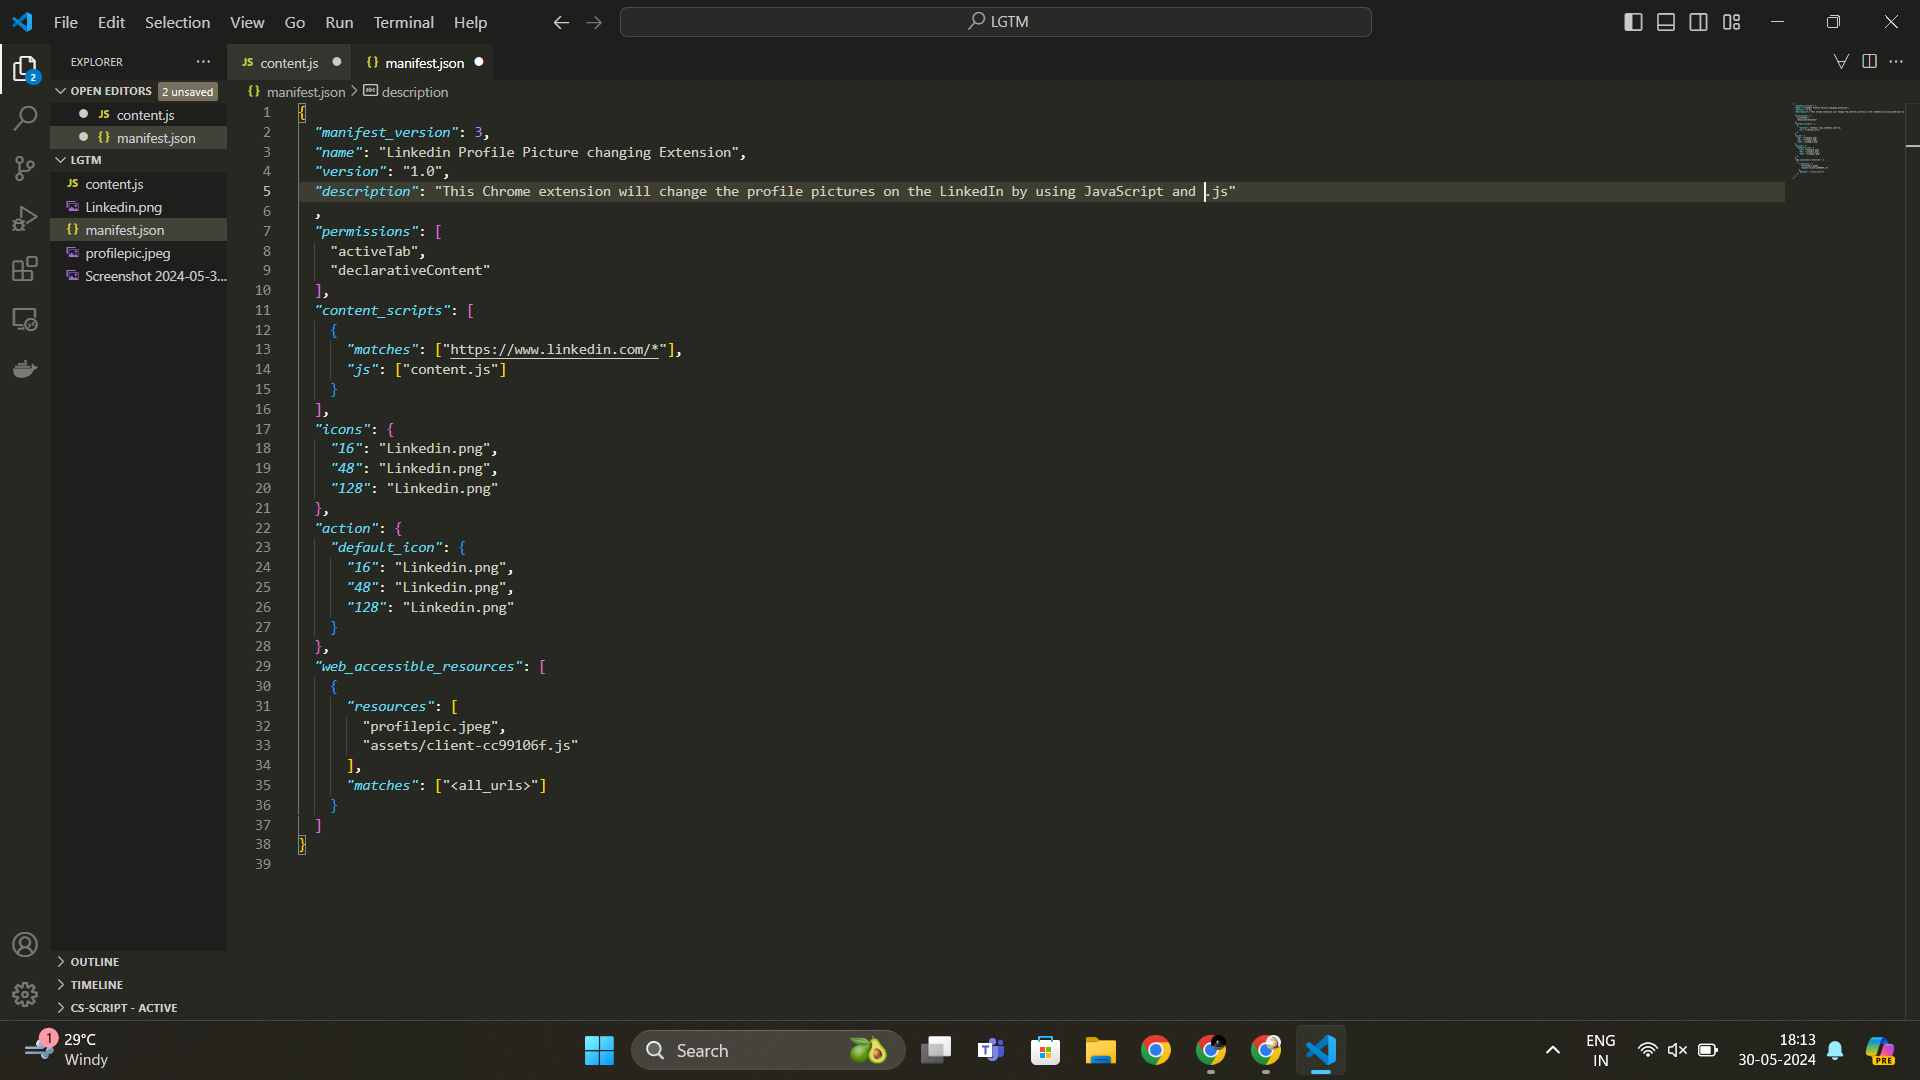 File Edit Selection View Go Run Terminal Help
LGTM
EXPLORER
JS content.js
{} manifest.json
OPEN EDITORS 2 unsaved
JS content.js
{} manifest.json
LGTM
JS content.js
Linkedin.png
{} manifest.json
profilepic.jpeg
Screenshot 2024-05-3...
OUTLINE
TIMELINE
CS-SCRIPT - ACTIVE
2
{} manifest.json > abc description
1 {
2 "manifest_version": 3,
3 "name": "Linkedin Profile Picture changing Extension",
4 "version": "1.0",
5 "description": "This Chrome extension will change the profile pictures on the LinkedIn by using JavaScript and .js"
6 ,
7 "permissions": [
8 "activeTab",
9 "declarativeContent"
10 ],
11 "content_scripts": [
12 {
13 "matches": ["https://www.linkedin.com/*"],
14 "js": ["content.js"]
15 }
16 ],
17 "icons": {
18 "16": "Linkedin.png",
19 "48": "Linkedin.png",
20 "128": "Linkedin.png"
21 },
22 "action": {
23 "default_icon": {
24 "16": "Linkedin.png",
25 "48": "Linkedin.png",
26 "128": "Linkedin.png"
27 }
28 },
29 "web_accessible_resources": [
30 {
31 "resources": [
32 "profilepic.jpeg",
33 "assets/client-cc99106f.js"
34 ],
35 "matches": ["<all_urls>"]
36 }
37 ]
38 }
39
1
29°C
Windy
Search
ENG
IN
18:13
30-05-2024
PRE